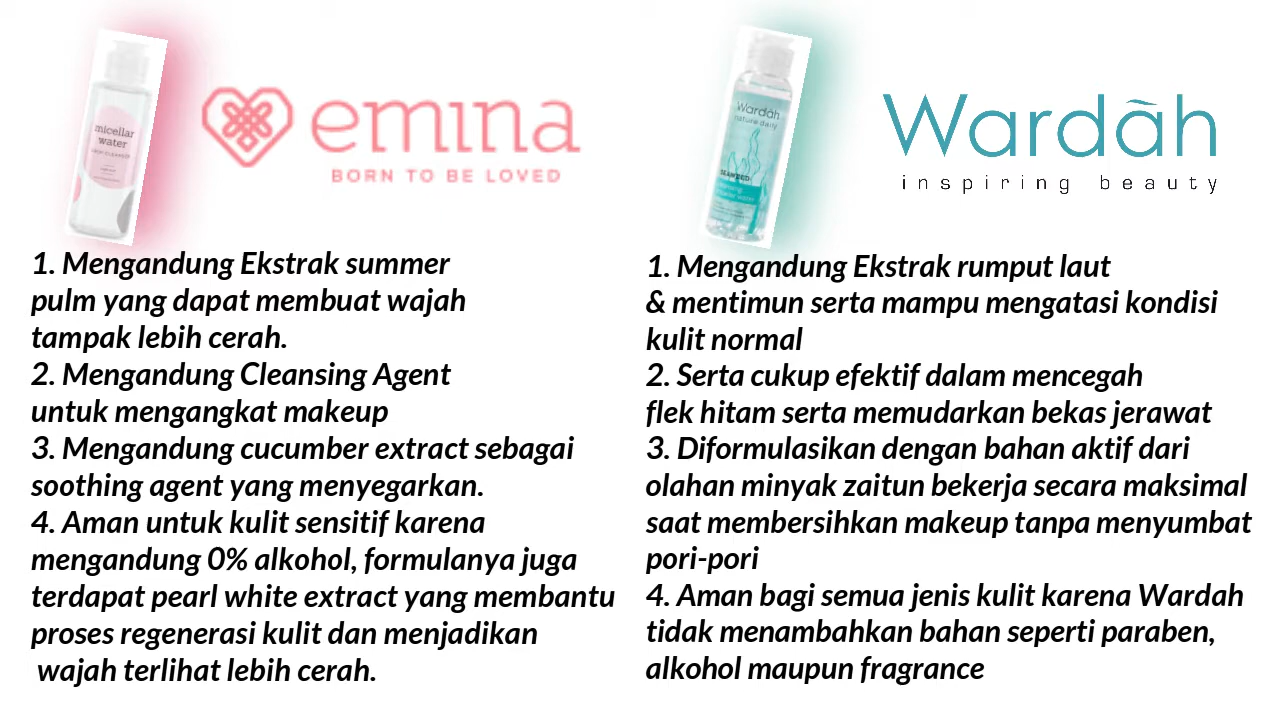 micellar
water
emina
BORN TO BE LOVED
1. Mengandung Ekstrak summer
pulm yang dapat membuat wajah
tampak lebih cerah.
2. Mengandung Cleansing Agent
untuk mengangkat makeup
3. Mengandung cucumber extract sebagai
soothing agent yang menyegarkan.
4. Aman untuk kulit sensitif karena
mengandung 0% alkohol, formulanya juga
terdapat pearl white extract yang membantu
proses regenerasi kulit dan menjadikan
wajah terlihat lebih cerah.
Wardãh
nature daily
SEAWEED
Wardãh
inspiring beauty
1. Mengandung Ekstrak rumput laut
& mentimun serta mampu mengatasi kondisi
kulit normal
2. Serta cukup efektif dalam mencegah
flek hitam serta memudarkan bekas jerawat
3. Diformulasikan dengan bahan aktif dari
olahan minyak zaitun bekerja secara maksimal
saat membersihkan makeup tanpa menyumbat
pori-pori
4. Aman bagi semua jenis kulit karena Wardah
tidak menambahkan bahan seperti paraben,
alkohol maupun fragrance